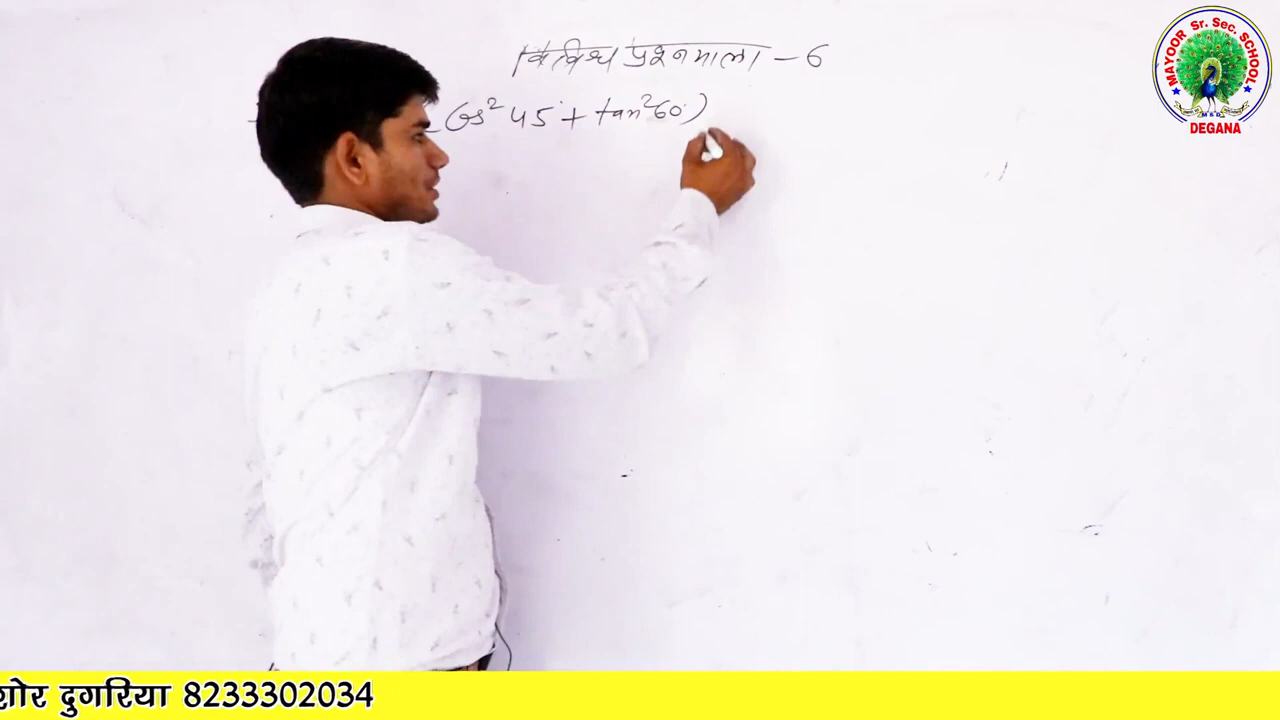 विविध प्रश्नमाला - 6
cos² 45° + tan² 60°)
MAYOOR Sr. Sec. SCHOOL
DEGANA
शोर दुगरिया 8233302034